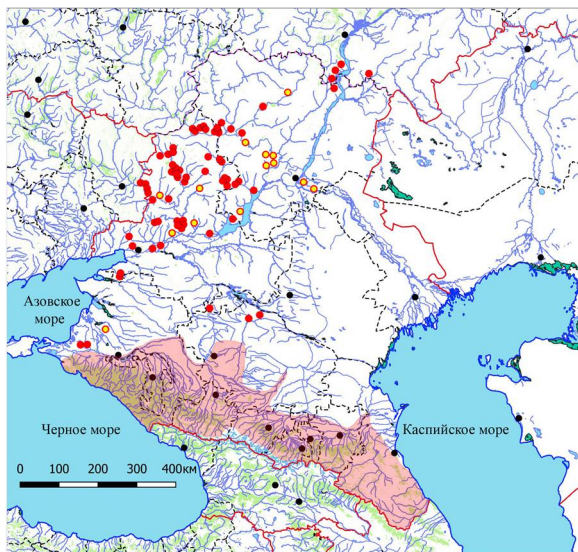 Азовское
море
Черное море
Каспийское море
0 100 200 300 400км